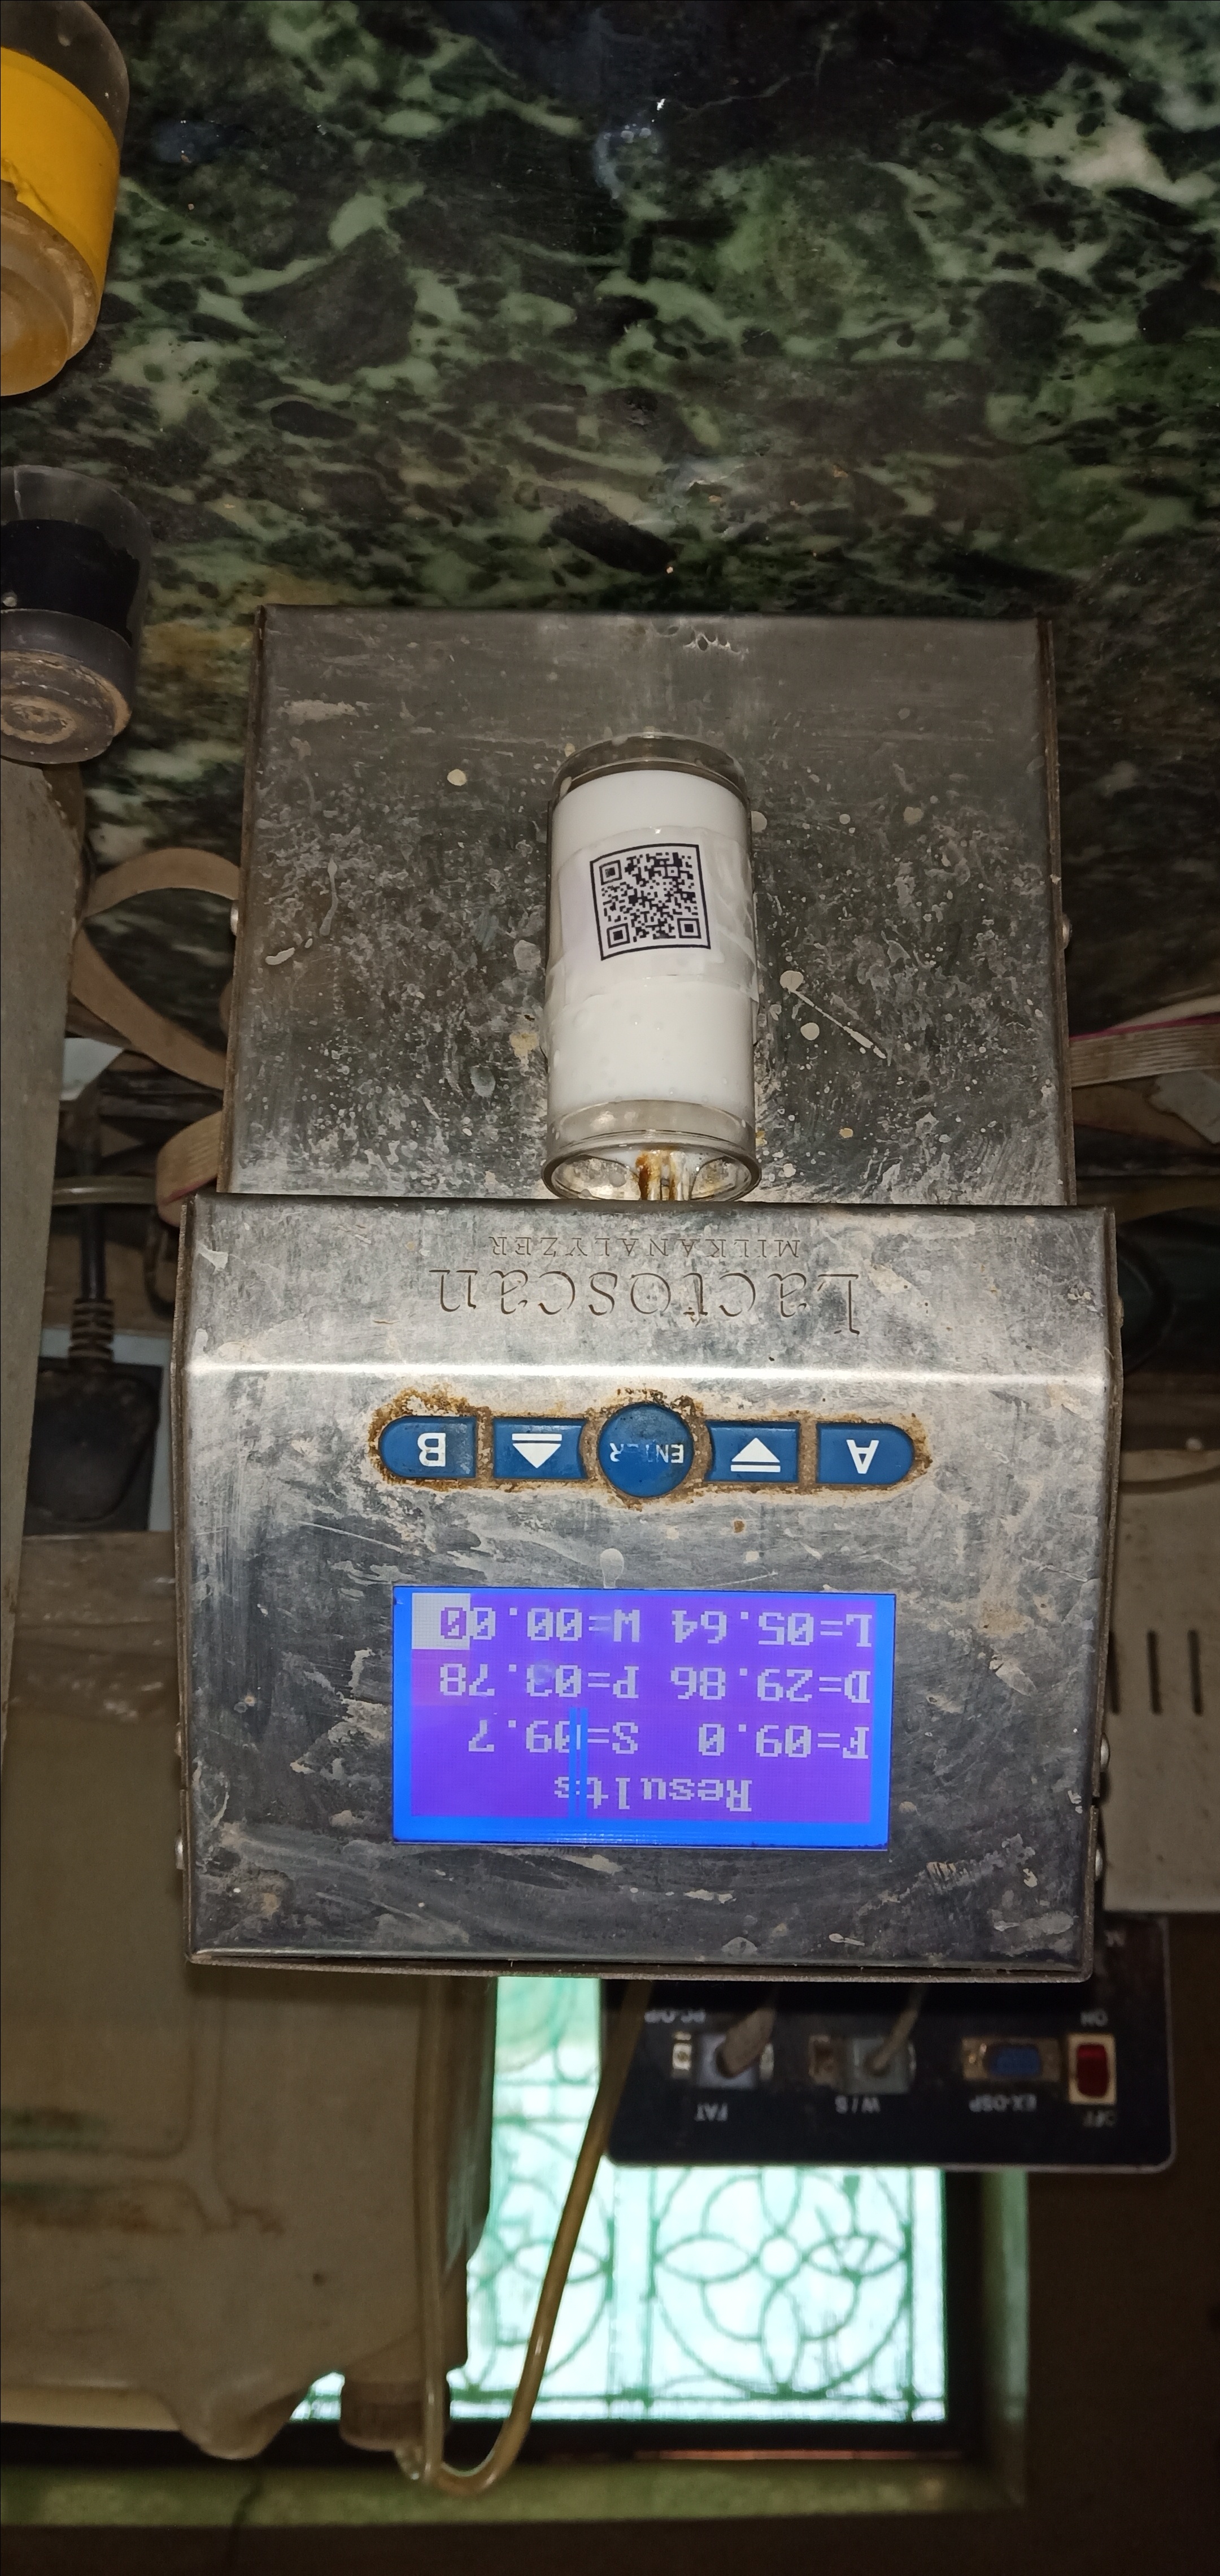 OFF
ON
EX-DSP
W/S
FAT
Results
F=09.0 S=09.7
D=29.86 P=03.78
L=05.64 W=00.00
A ENTER B
Lactoscan
MILKANALYZER